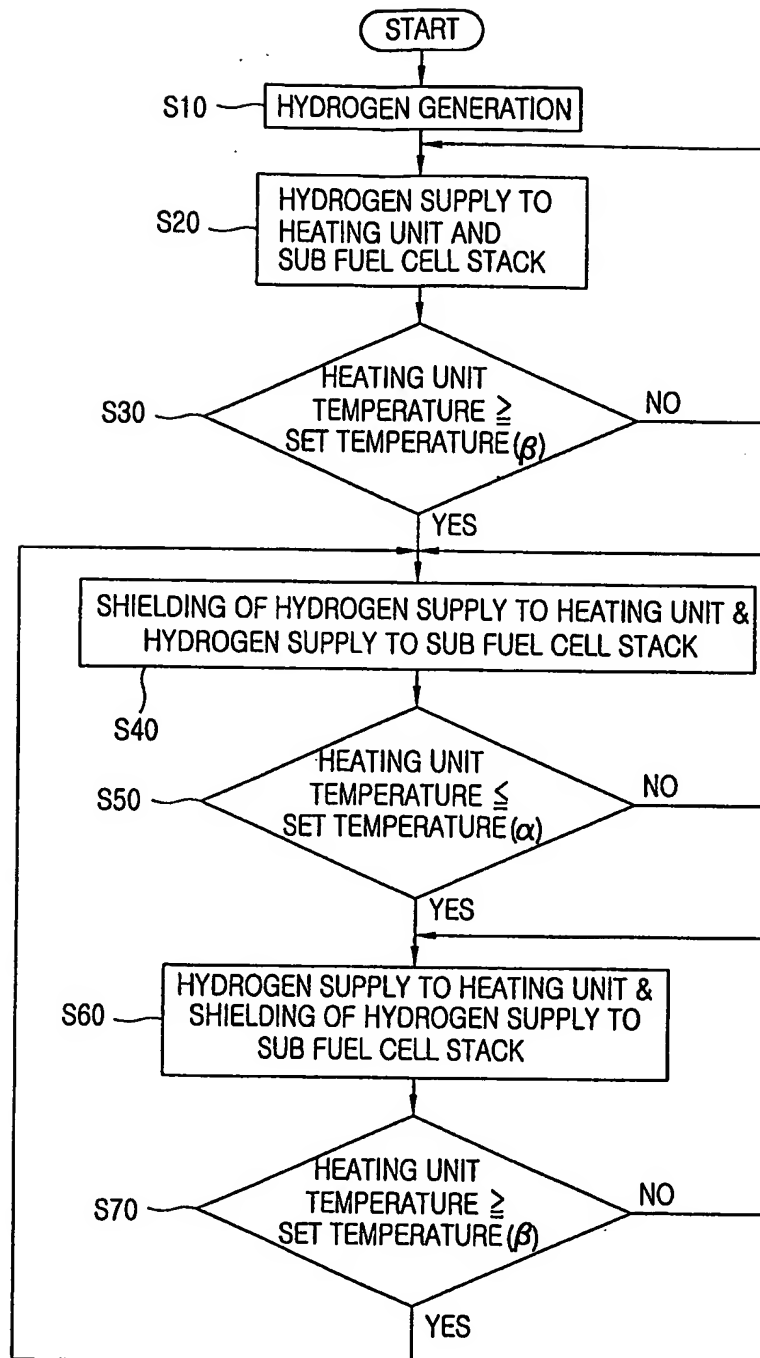 START
S10
HYDROGEN GENERATION
S20
HYDROGEN SUPPLY TO
HEATING UNIT AND
SUB FUEL CELL STACK
S30
HEATING UNIT
TEMPERATURE ≧
SET TEMPERATURE(β)
NO
YES
SHIELDING OF HYDROGEN SUPPLY TO HEATING UNIT &
HYDROGEN SUPPLY TO SUB FUEL CELL STACK
S40
S50
HEATING UNIT
TEMPERATURE ≦
SET TEMPERATURE(α)
NO
YES
S60
HYDROGEN SUPPLY TO HEATING UNIT &
SHIELDING OF HYDROGEN SUPPLY TO
SUB FUEL CELL STACK
S70
HEATING UNIT
TEMPERATURE ≧
SET TEMPERATURE(β)
NO
YES